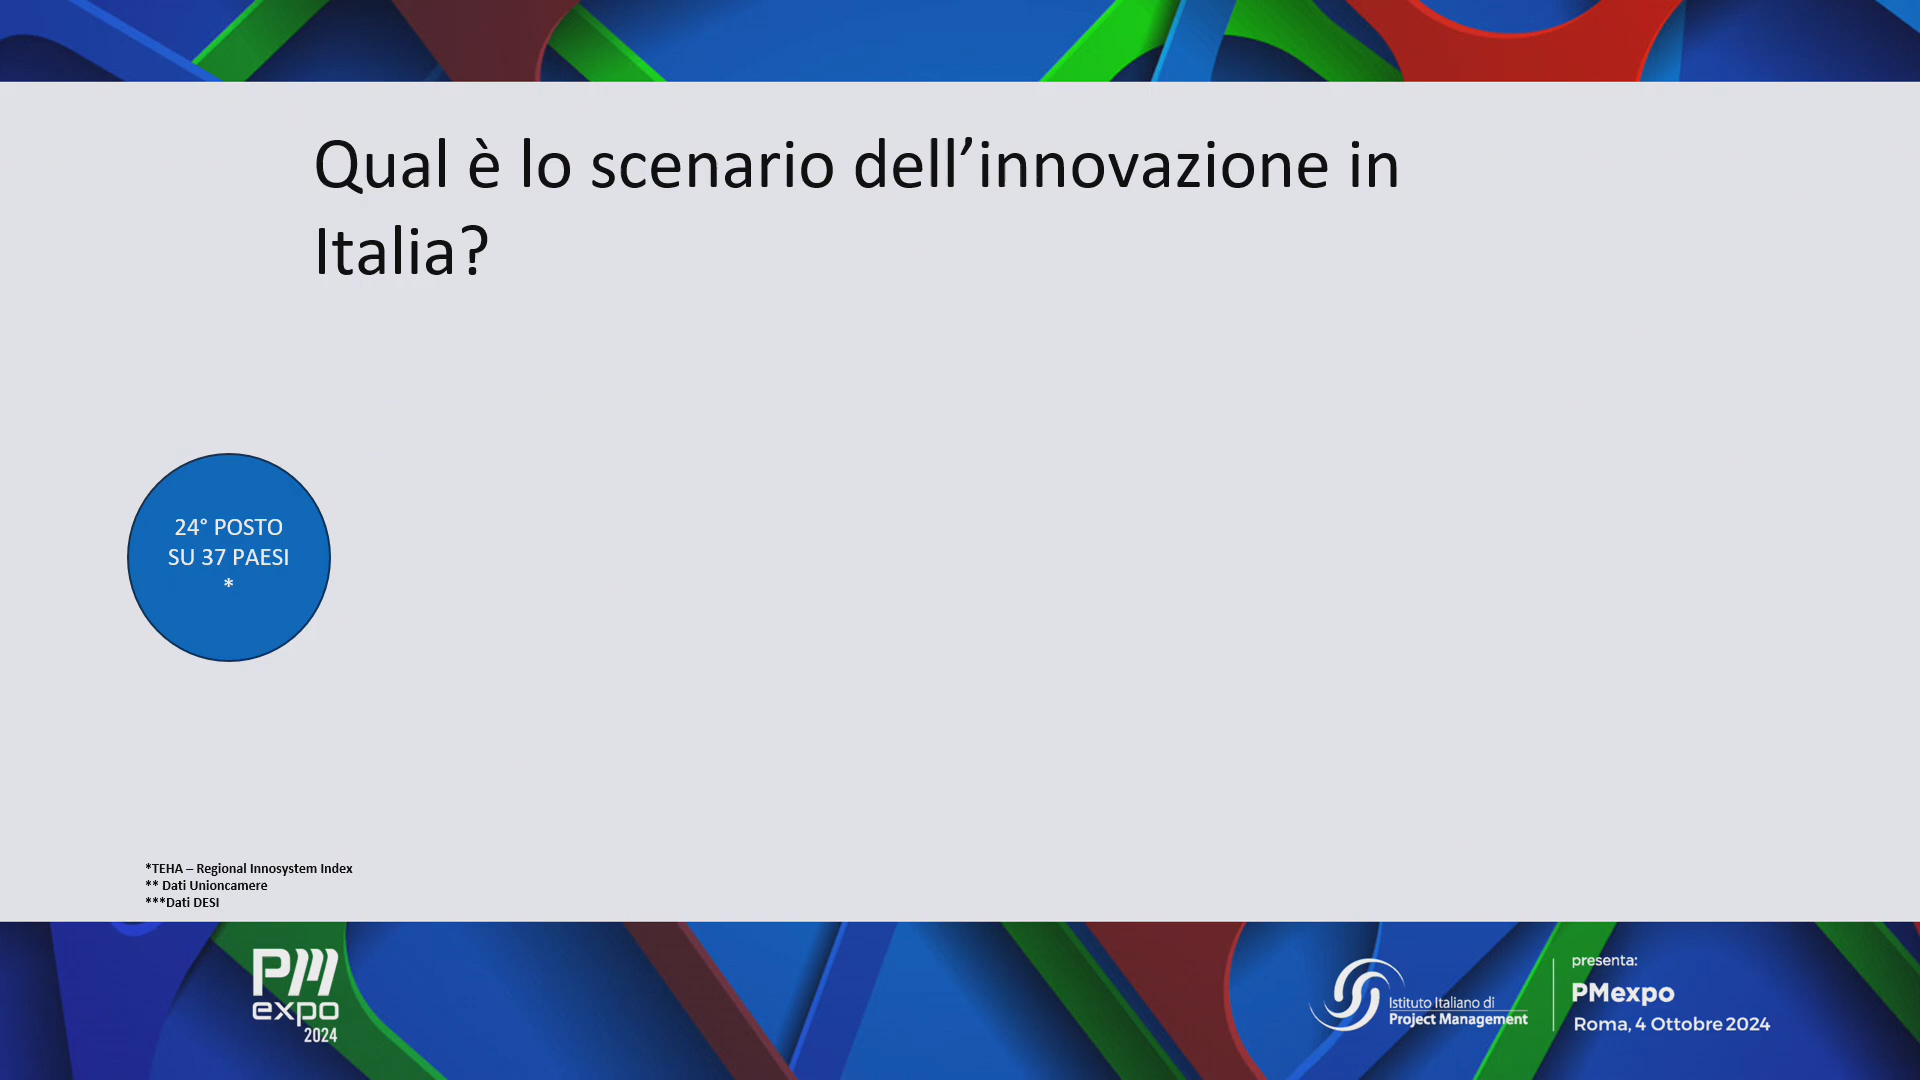 Qual è lo scenario dell’innovazione in
Italia?
24° POSTO
SU 37 PAESI
*
*TEHA – Regional Innosystem Index
** Dati Unioncamere
***Dati DESI
PM
expo
2024
Istituto Italiano di
Project Management
presenta:
PMexpo
Roma, 4 Ottobre 2024